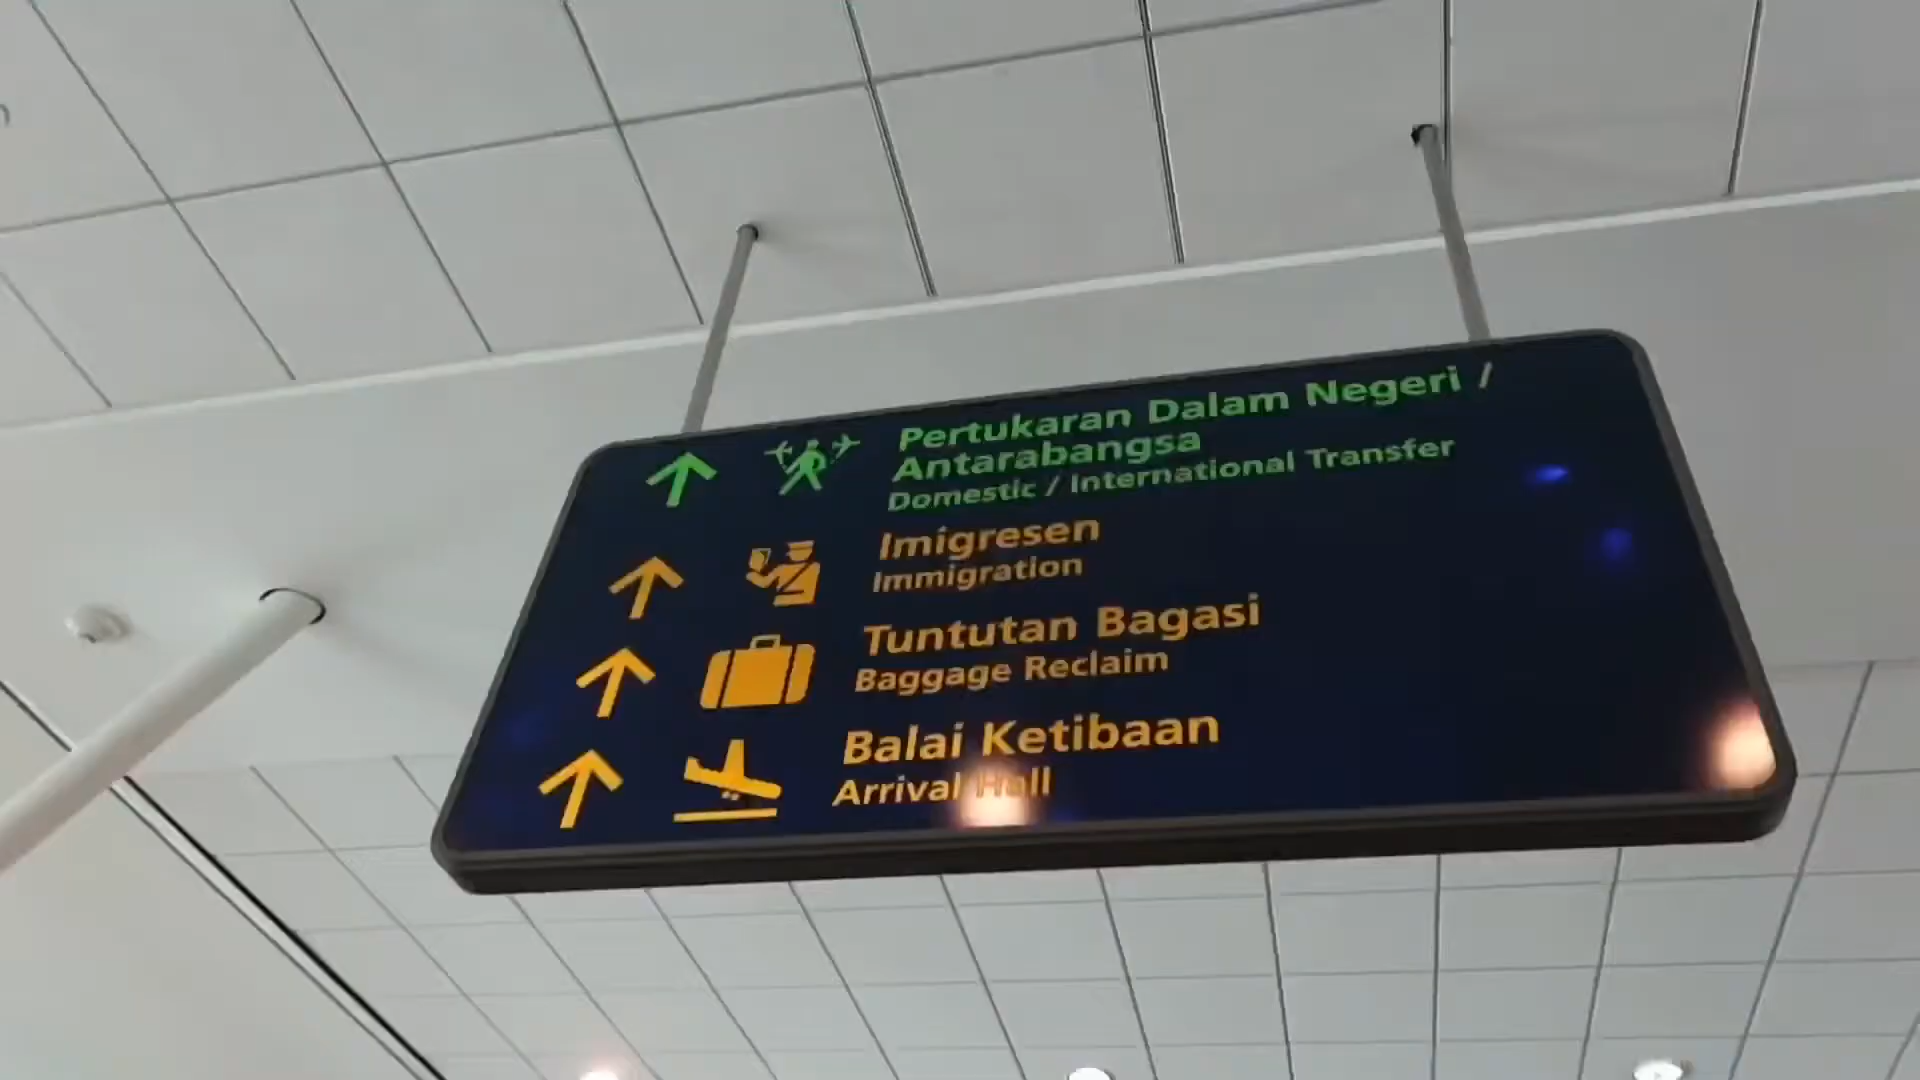 Pertukaran Dalam Negeri /
Antarabangsa
Domestic / International Transfer
Imigresen
Immigration
Tuntutan Bagasi
Baggage Reclaim
Balai Ketibaan
Arrival Hall